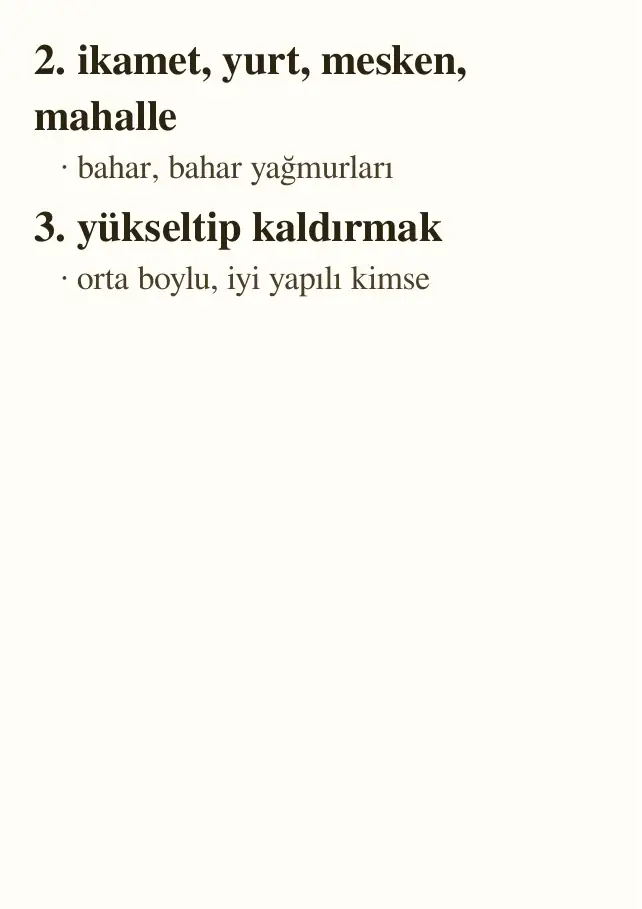 2. ikamet, yurt, mesken,
mahalle
· bahar, bahar yağmurları
3. yükseltip kaldırmak
· orta boylu, iyi yapılı kimse